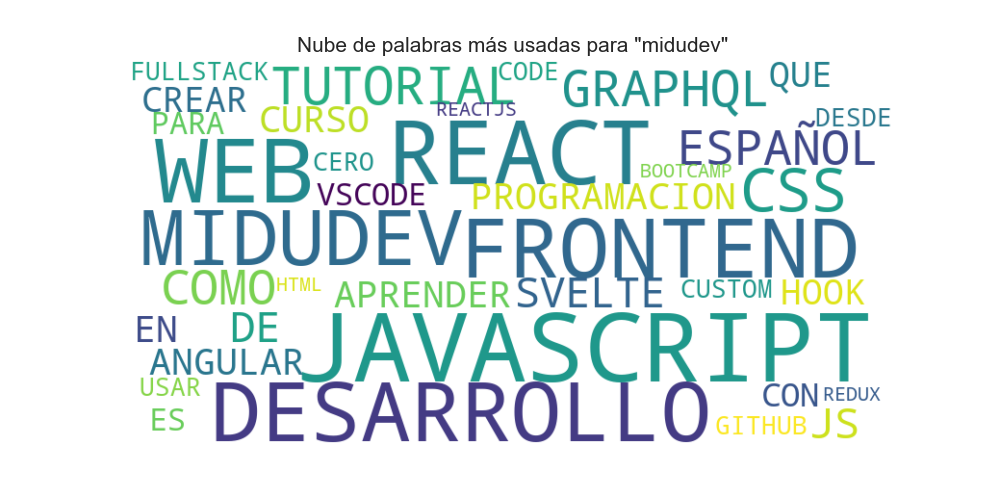 Nube de palabras más usadas para "midudev"
FULLSTACK
TUTORIAL
CODE
GRAPHQL
QUE
CREAR
REACTJS
DESDE
PARA
CURSO
REACT
ESPAÑOL
WEB
CERO
BOOTCAMP
VSCODE
PROGRAMACION
CSS
MIDUDEV
FRONTEND
COMO
HTML
APRENDER
SVELTE
CUSTOM
HOOK
EN
DE
JAVASCRIPT
ANGULAR
USAR
DESARROLLO
CON
REDUX
ES
GITHUB
JS